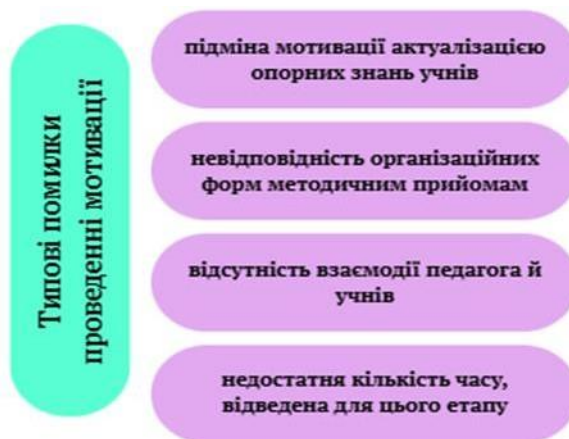 Типові помилки
проведенні мотивації
підміна мотивації актуалізацією
опорних знань учнів
невідповідність організаційних
форм методичним прийомам
відсутність взаємодії педагога й
учнів
недостатня кількість часу,
відведена для цього етапу